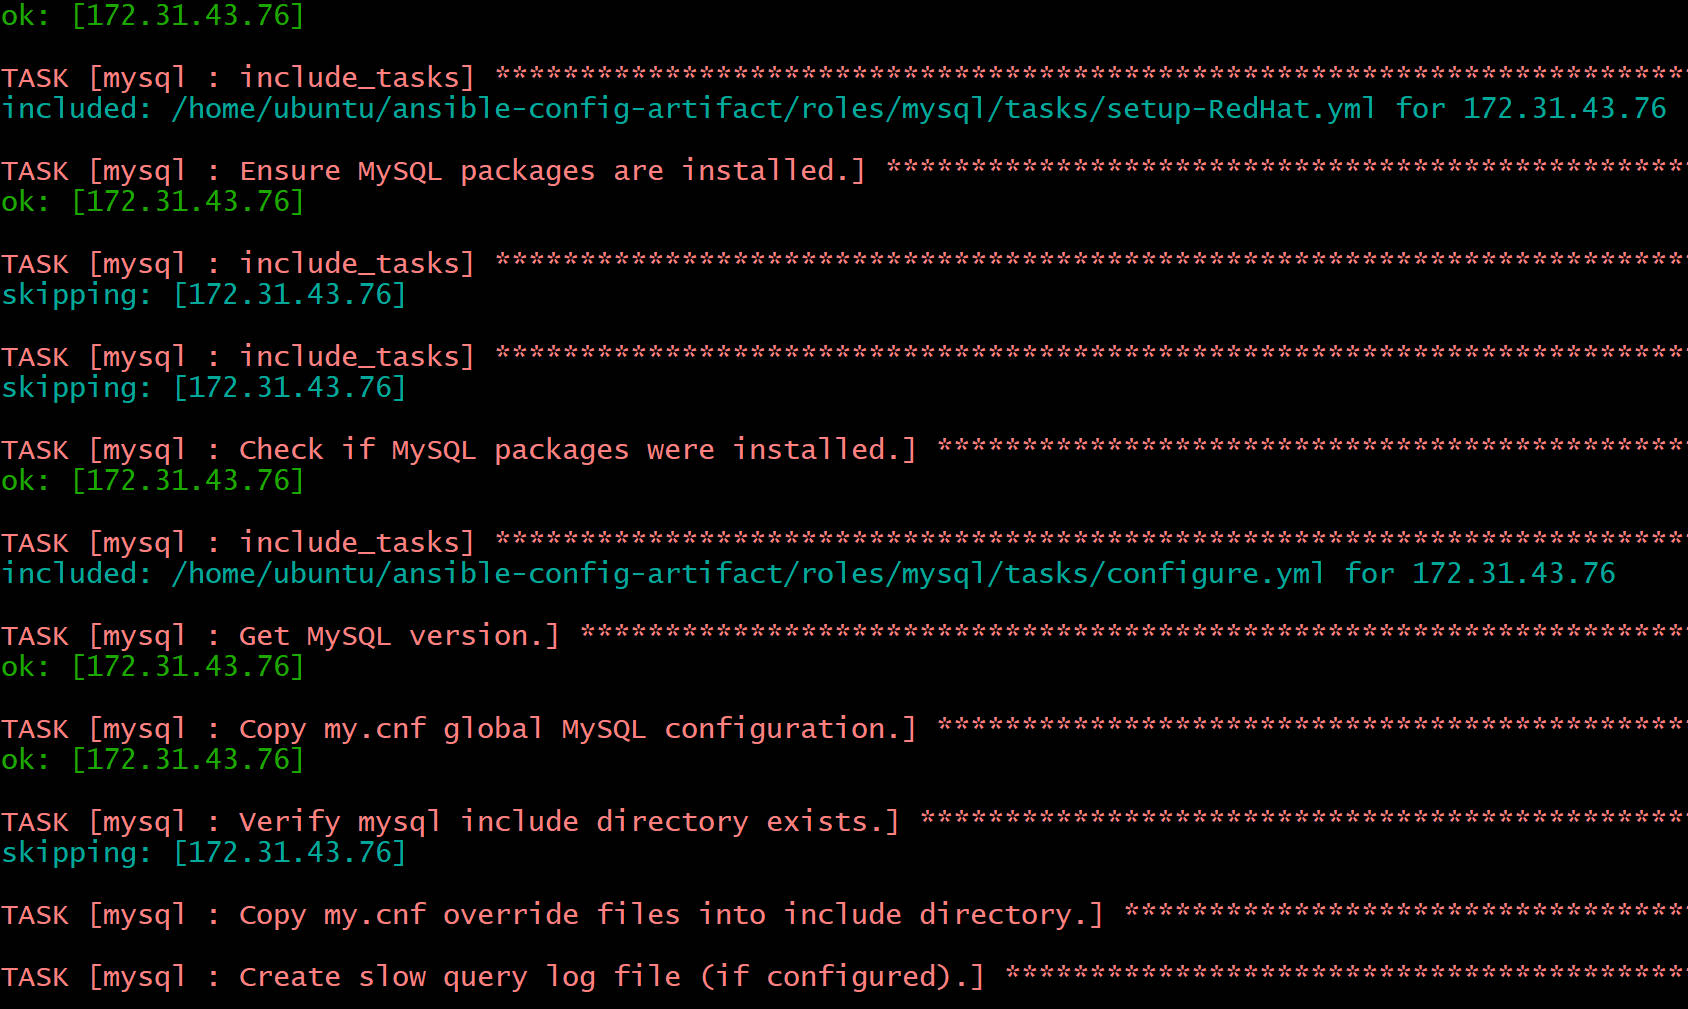 ok: [172.31.43.76]
TASK [mysql : include_tasks] **********************************************************************
included: /home/ubuntu/ansible-config-artifact/roles/mysql/tasks/setup-RedHat.yml for 172.31.43.76
TASK [mysql : Ensure MySQL packages are installed.] ***********************************************
ok: [172.31.43.76]
TASK [mysql : include_tasks] **********************************************************************
skipping: [172.31.43.76]
TASK [mysql : include_tasks] **********************************************************************
skipping: [172.31.43.76]
TASK [mysql : Check if MySQL packages were installed.] ********************************************
ok: [172.31.43.76]
TASK [mysql : include_tasks] **********************************************************************
included: /home/ubuntu/ansible-config-artifact/roles/mysql/tasks/configure.yml for 172.31.43.76
TASK [mysql : Get MySQL version.] *****************************************************************
ok: [172.31.43.76]
TASK [mysql : Copy my.cnf global MySQL configuration.] ********************************************
ok: [172.31.43.76]
TASK [mysql : Verify mysql include directory exists.] *********************************************
skipping: [172.31.43.76]
TASK [mysql : Copy my.cnf override files into include directory.] *********************************
TASK [mysql : Create slow query log file (if configured).] ****************************************